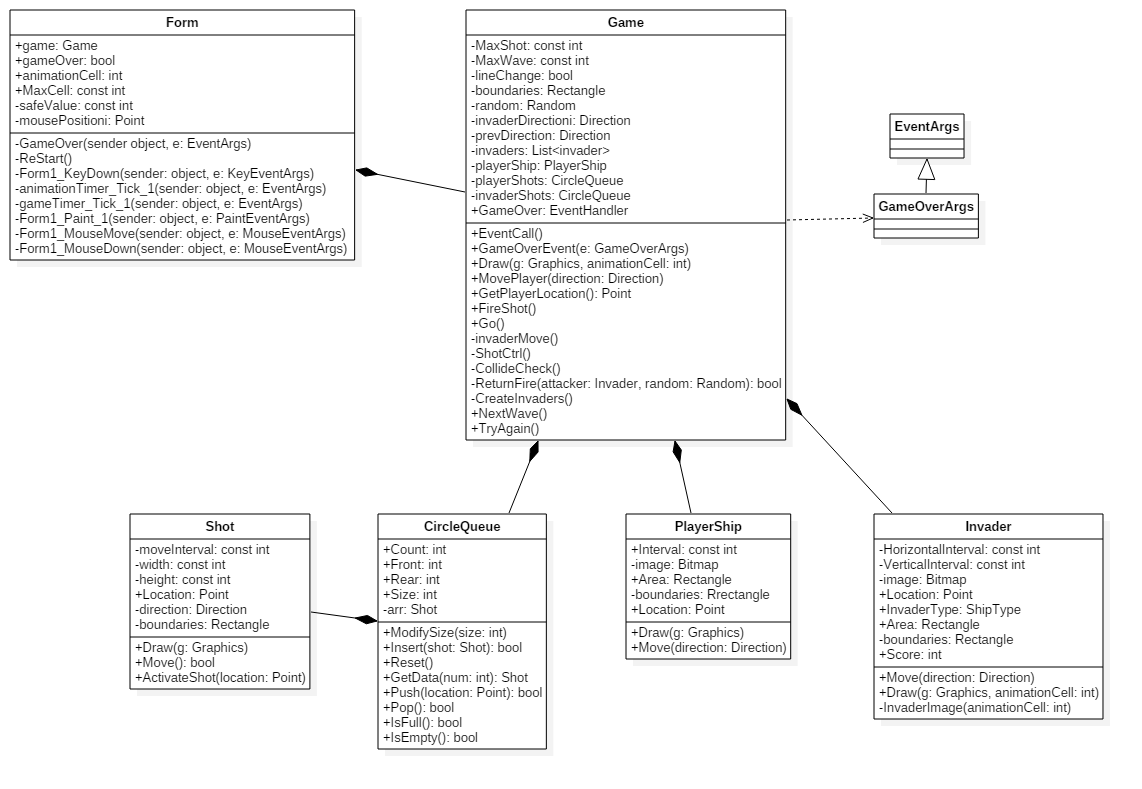 Form
+game: Game
+gameOver: bool
+animationCell: int
+MaxCell: const int
-safeValue: const int
-mousePositioni: Point
-GameOver(sender object, e: EventArgs)
-ReStart()
-Form1_KeyDown(sender: object, e: KeyEventArgs)
-animationTimer_Tick_1(sender: object, e: EventArgs)
-gameTimer_Tick_1(sender: object, e: EventArgs)
-Form1_Paint_1(sender: object, e: PaintEventArgs)
-Form1_MouseMove(sender: object, e: MouseEventArgs)
-Form1_MouseDown(sender: object, e: MouseEventArgs)
Game
-MaxShot: const int
-MaxWave: const int
-lineChange: bool
-boundaries: Rectangle
-random: Random
-invaderDirectioni: Direction
-prevDirection: Direction
-invaders: List<invader>
-playerShip: PlayerShip
-playerShots: CircleQueue
-invaderShots: CircleQueue
+GameOver: EventHandler
+EventCall()
+GameOverEvent(e: GameOverArgs)
+Draw(g: Graphics, animationCell: int)
+MovePlayer(direction: Direction)
+GetPlayerLocation(): Point
+FireShot()
+Go()
-invaderMove()
-ShotCtrl()
-CollideCheck()
-ReturnFire(attacker: Invader, random: Random): bool
-CreateInvaders()
+NextWave()
+TryAgain()
EventArgs
GameOverArgs
Shot
-moveInterval: const int
-width: const int
-height: const int
+Location: Point
-direction: Direction
-boundaries: Rectangle
+Draw(g: Graphics)
+Move(): bool
+ActivateShot(location: Point)
CircleQueue
+Count: int
+Front: int
+Rear: int
+Size: int
-arr: Shot
+ModifySize(size: int)
+Insert(shot: Shot): bool
+Reset()
+GetData(num: int): Shot
+Push(location: Point): bool
+Pop(): bool
+IsFull(): bool
+IsEmpty(): bool
PlayerShip
+Interval: const int
-image: Bitmap
+Area: Rectangle
-boundaries: Rrectangle
+Location: Point
+Draw(g: Graphics)
+Move(direction: Direction)
Invader
-HorizontalInterval: const int
-VerticalInterval: const int
-image: Bitmap
+Location: Point
+InvaderType: ShipType
+Area: Rectangle
-boundaries: Rectangle
+Score: int
+Move(direction: Direction)
+Draw(g: Graphics, animationCell: int)
-InvaderImage(animationCell: int)